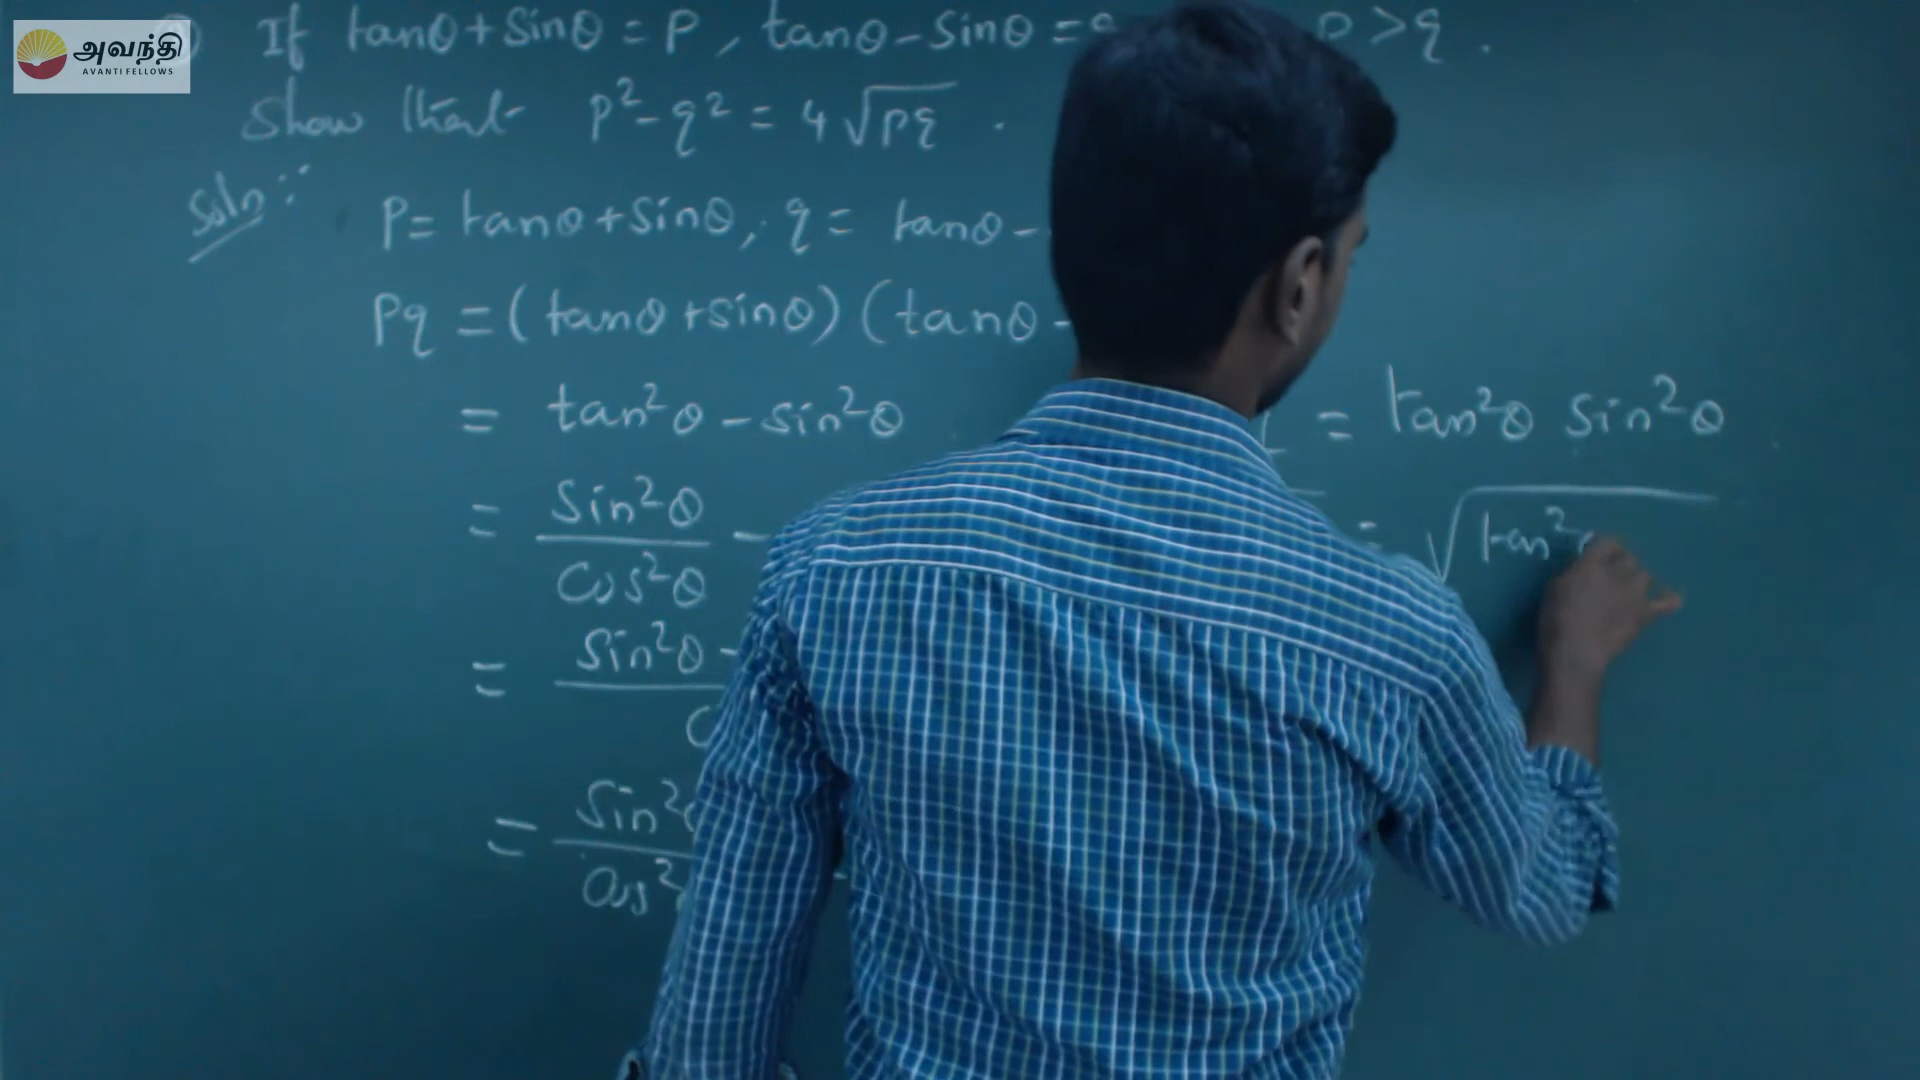 அவந்தி
AVANTI FELLOWS
If tanθ + sinθ = P , tanθ - sinθ = P > q .
Show that P² - q² = 4√Pq .
Soln:
P = tanθ + sinθ, q = tanθ -
Pq = (tanθ + sinθ) (tanθ -
= tan²θ - sin²θ
= sin²θ / cos²θ -
= sin²θ -
= sin² / cos²
= tan²θ sin²θ
= √tan²